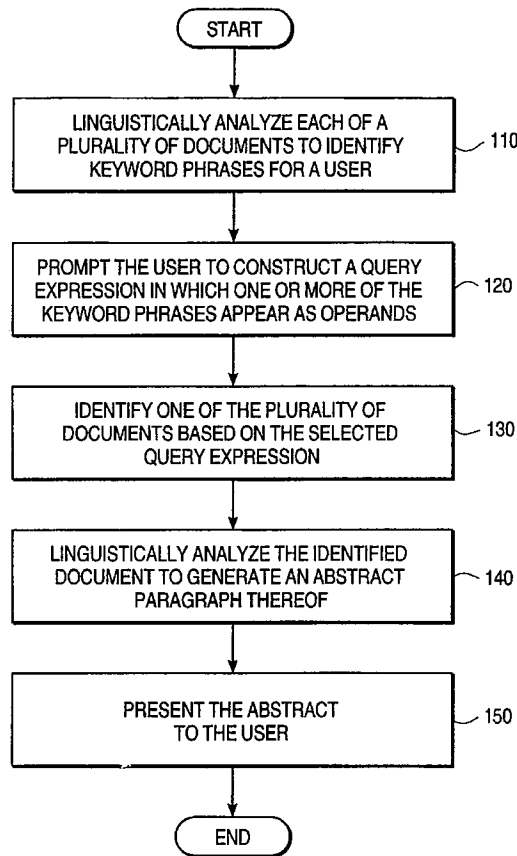 START
LINGUISTICALLY ANALYZE EACH OF A
PLURALITY OF DOCUMENTS TO IDENTIFY
KEYWORD PHRASES FOR A USER
110
PROMPT THE USER TO CONSTRUCT A QUERY
EXPRESSION IN WHICH ONE OR MORE OF THE
KEYWORD PHRASES APPEAR AS OPERANDS
120
IDENTIFY ONE OF THE PLURALITY OF
DOCUMENTS BASED ON THE SELECTED
QUERY EXPRESSION
130
LINGUISTICALLY ANALYZE THE IDENTIFIED
DOCUMENT TO GENERATE AN ABSTRACT
PARAGRAPH THEREOF
140
PRESENT THE ABSTRACT
TO THE USER
150
END